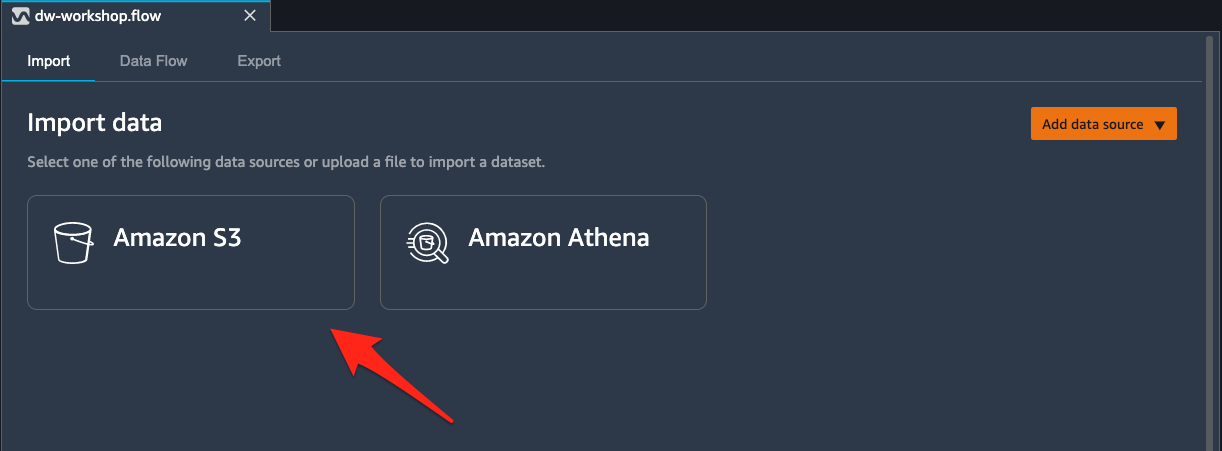 dw-workshop.flow
Import Data Flow Export
Import data
Add data source
Select one of the following data sources or upload a file to import a dataset.
Amazon S3 Amazon Athena